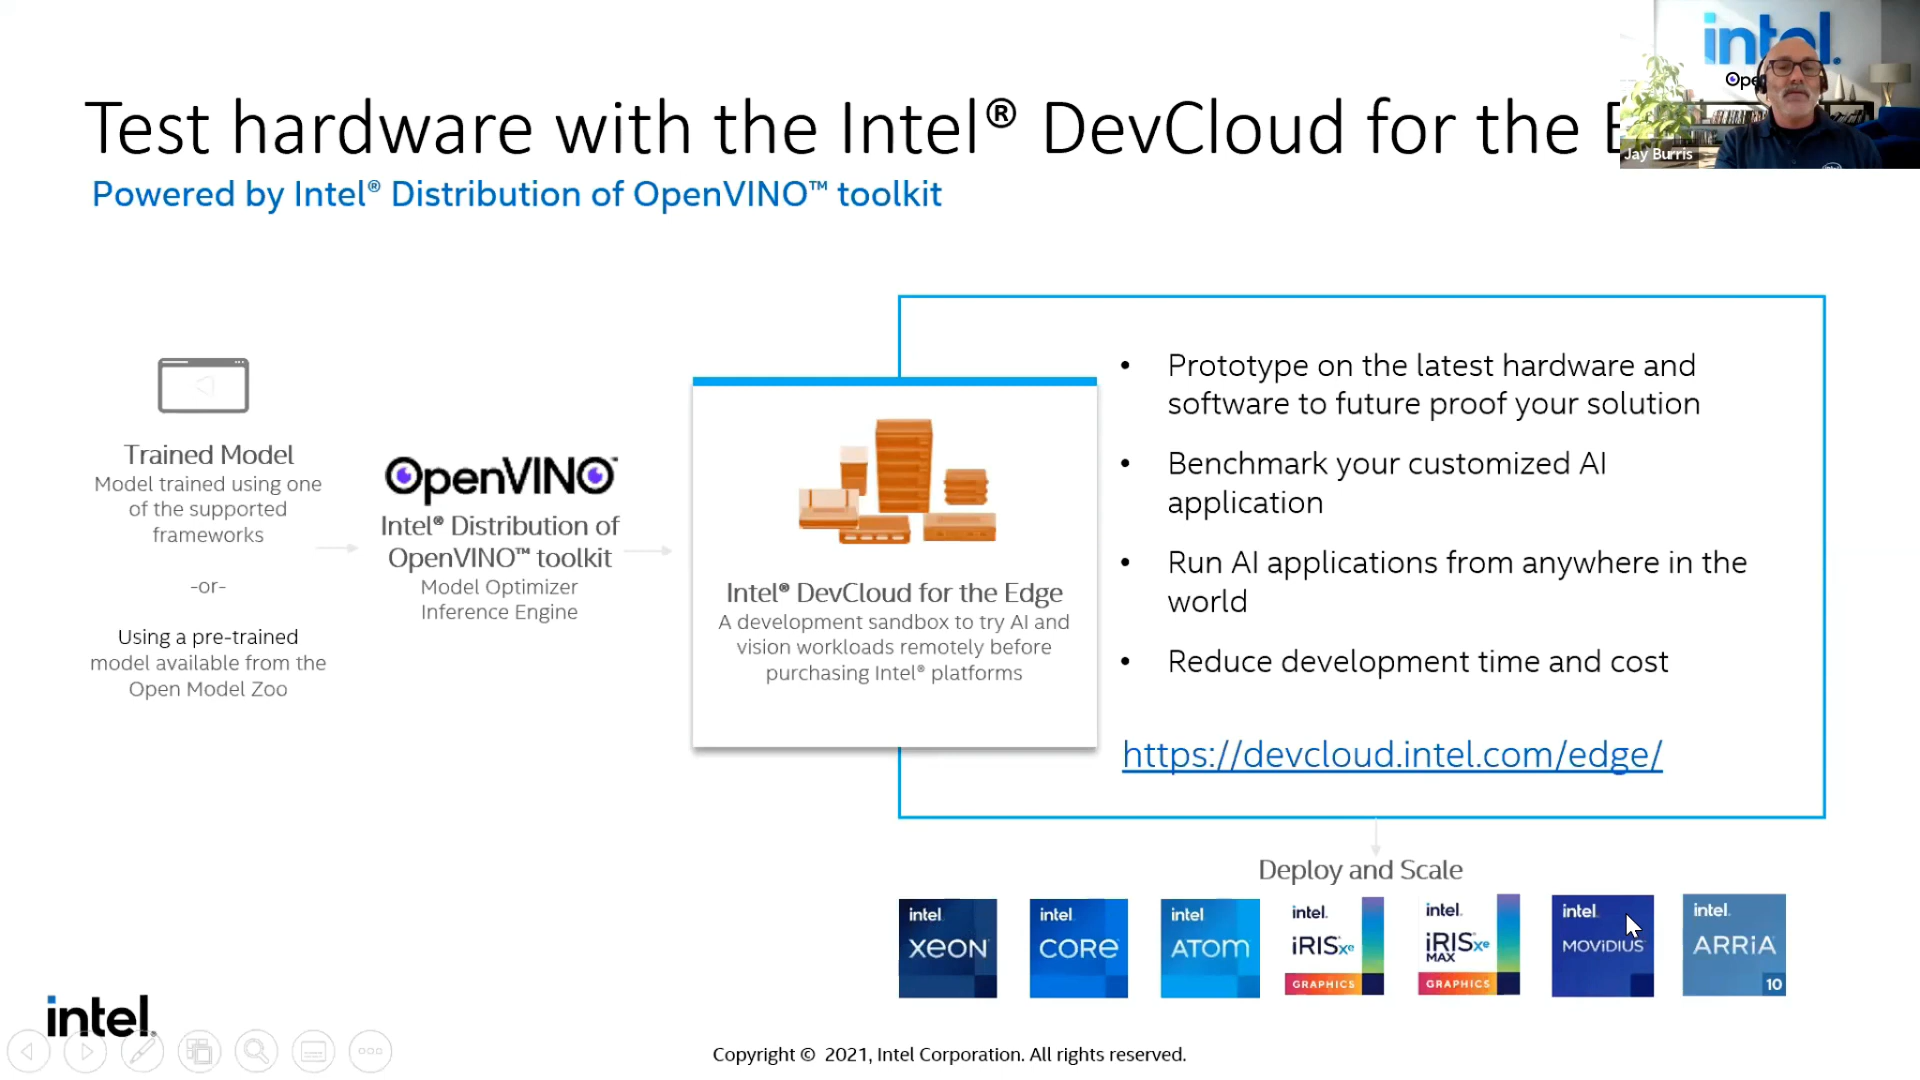 Test hardware with the Intel® DevCloud for the
Powered by Intel® Distribution of OpenVINO™ toolkit
intel.
Jay Burris
Trained Model
Model trained using one
of the supported
frameworks
-or-
Using a pre-trained
model available from the
Open Model Zoo
OpenVINO™
Intel® Distribution of
OpenVINO™ toolkit
Model Optimizer
Inference Engine
Intel® DevCloud for the Edge
A development sandbox to try AI and
vision workloads remotely before
purchasing Intel® platforms
• Prototype on the latest hardware and
software to future proof your solution
• Benchmark your customized AI
application
• Run AI applications from anywhere in the
world
• Reduce development time and cost
https://devcloud.intel.com/edge/
Deploy and Scale
intel.
XEON
intel.
CORE
intel.
ATOM
intel.
iRISxe
GRAPHICS
intel.
iRISxe
MAX
GRAPHICS
intel.
MOVIDIUS
intel.
ARRIA
10
intel.
Copyright © 2021, Intel Corporation. All rights reserved.